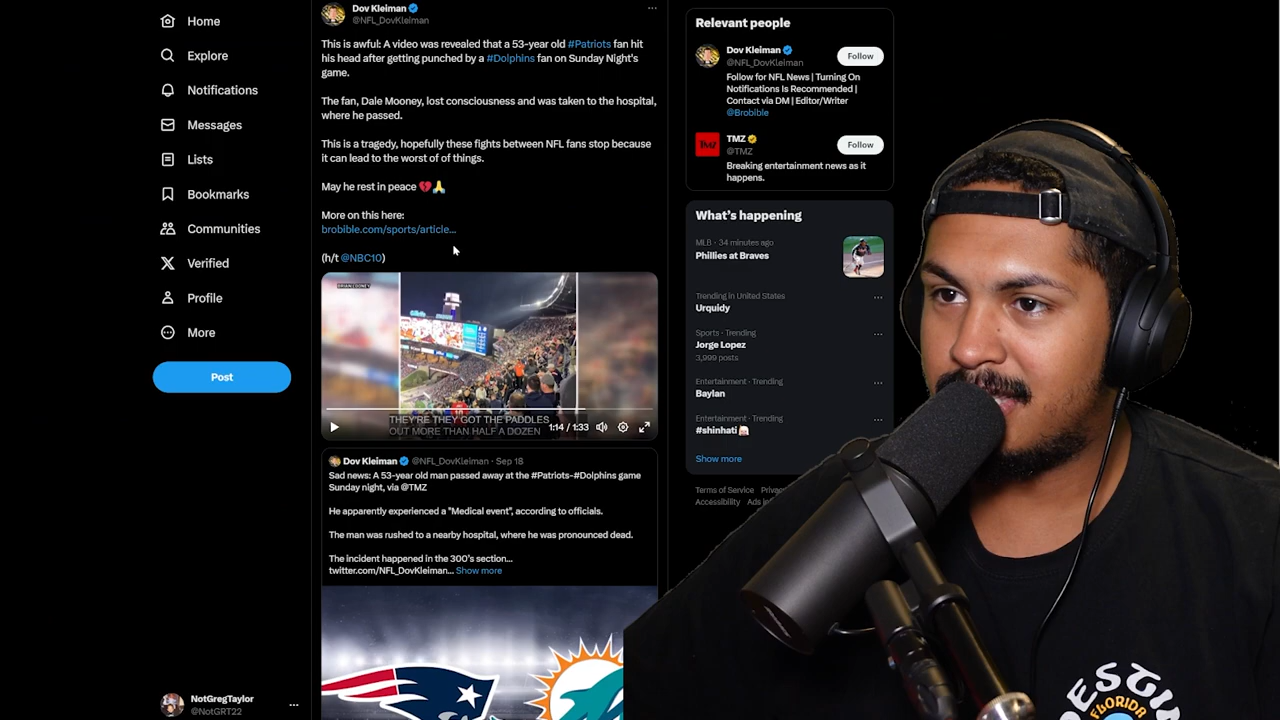 Home
Explore
Notifications
Messages
Lists
Bookmarks
Communities
Verified
Profile
More
Post
NotGregTaylor
@NotGRT22
Dov Kleiman
@NFL_DovKleiman
This is awful: A video was revealed that a 53-year old #Patriots fan hit
his head after getting punched by a #Dolphins fan on Sunday Night's
game.
The fan, Dale Mooney, lost consciousness and was taken to the hospital,
where he passed.
This is a tragedy, hopefully these fights between NFL fans stop because
it can lead to the worst of of things.
May he rest in peace 💔🙏
More on this here:
brobible.com/sports/article…
(h/t @NBC10)
BRIAN COONEY
THEY'RE THEY GOT THE PADDLES
OUT MORE THAN HALF A DOZEN
1:14 / 1:33
Dov Kleiman @NFL_DovKleiman · Sep 18
Sad news: A 53-year old man passed away at the #Patriots-#Dolphins game
Sunday night, via @TMZ
He apparently experienced a "Medical event", according to officials.
The man was rushed to a nearby hospital, where he was pronounced dead.
The incident happened in the 300's section...
twitter.com/NFL_DovKleiman... Show more
Relevant people
Dov Kleiman
@NFL_DovKleiman
Follow
Follow for NFL News | Turning On
Notifications Is Recommended |
Contact via DM | Editor/Writer
@Brobible
TMZ
TMZ
@TMZ
Follow
Breaking entertainment news as it
happens.
What's happening
MLB · 34 minutes ago
Phillies at Braves
Trending in United States
Urquidy
Sports · Trending
Jorge Lopez
3,999 posts
Entertainment · Trending
Baylan
Entertainment · Trending
#shinhati
Show more
Terms of Service
Accessibility
FLORIDA